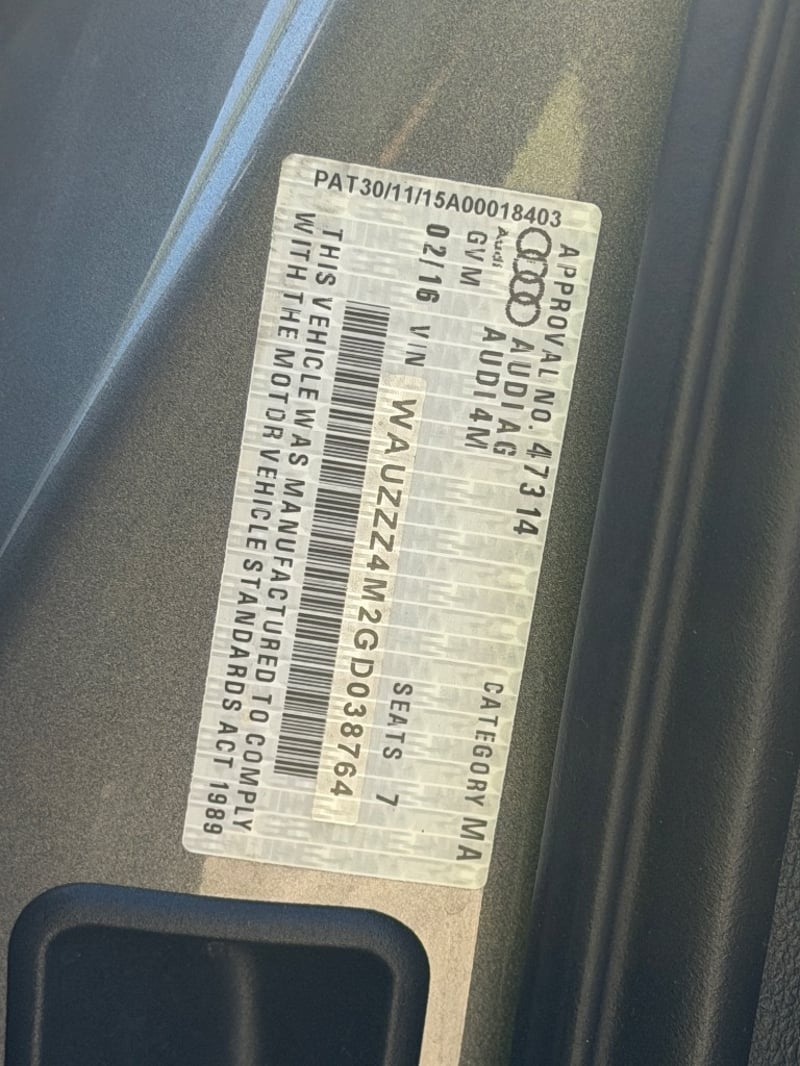 PAT30/11/15A00018403
APPROVAL NO. 47314
AUDI AG
Audi
GVM AUDI 4M CATEGORY MA
02/16 SEATS 7
VIN WAUZZZ4M2GD038764
THIS VEHICLE WAS MANUFACTURED TO COMPLY
WITH THE MOTOR VEHICLE STANDARDS ACT 1989